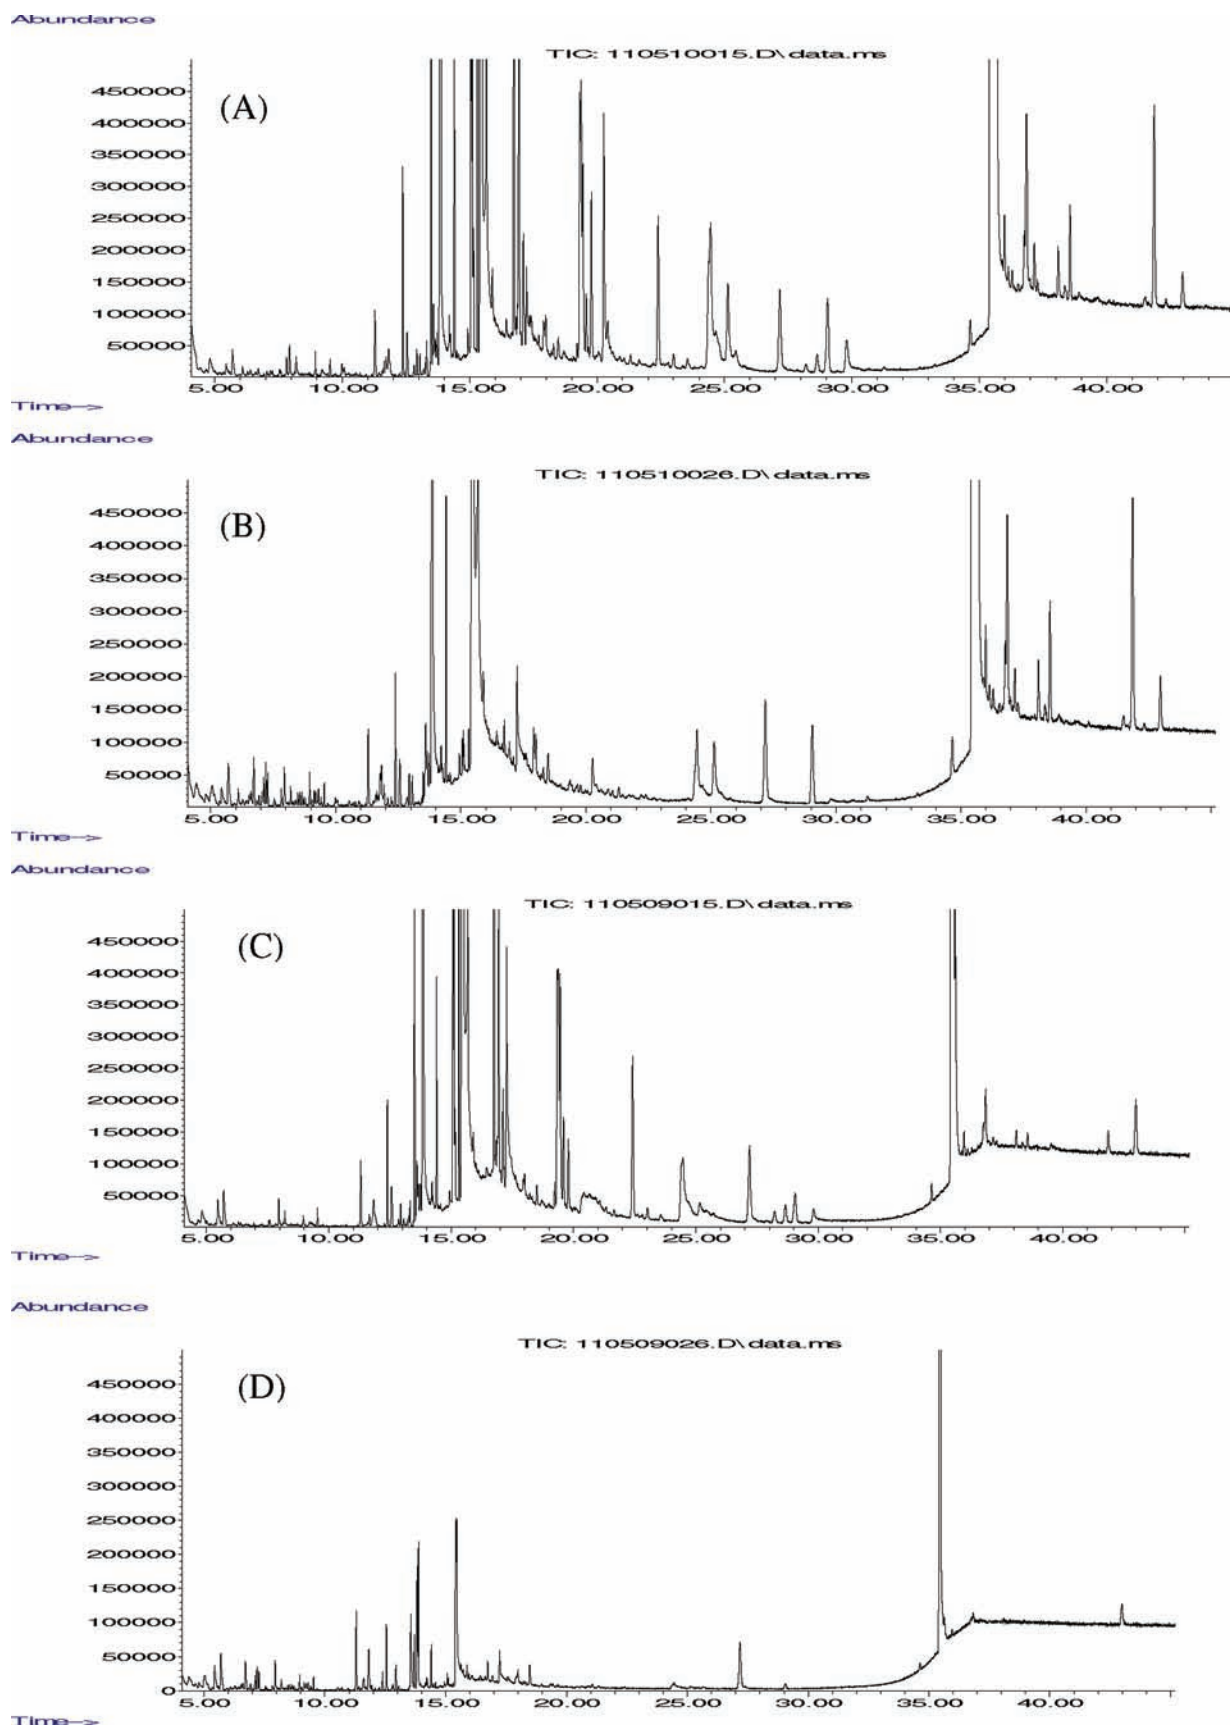 Abundance
TIC: 110510015.D\data.ms
(A)
450000
400000
350000
300000
250000
200000
150000
100000
50000
5.00 10.00 15.00 20.00 25.00 30.00 35.00 40.00
Time-->
Abundance
TIC: 110510026.D\data.ms
(B)
450000
400000
350000
300000
250000
200000
150000
100000
50000
5.00 10.00 15.00 20.00 25.00 30.00 35.00 40.00
Time-->
Abundance
TIC: 110509015.D\data.ms
(C)
450000
400000
350000
300000
250000
200000
150000
100000
50000
5.00 10.00 15.00 20.00 25.00 30.00 35.00 40.00
Time-->
Abundance
TIC: 110509026.D\data.ms
(D)
450000
400000
350000
300000
250000
200000
150000
100000
50000
0
5.00 10.00 15.00 20.00 25.00 30.00 35.00 40.00
Time-->